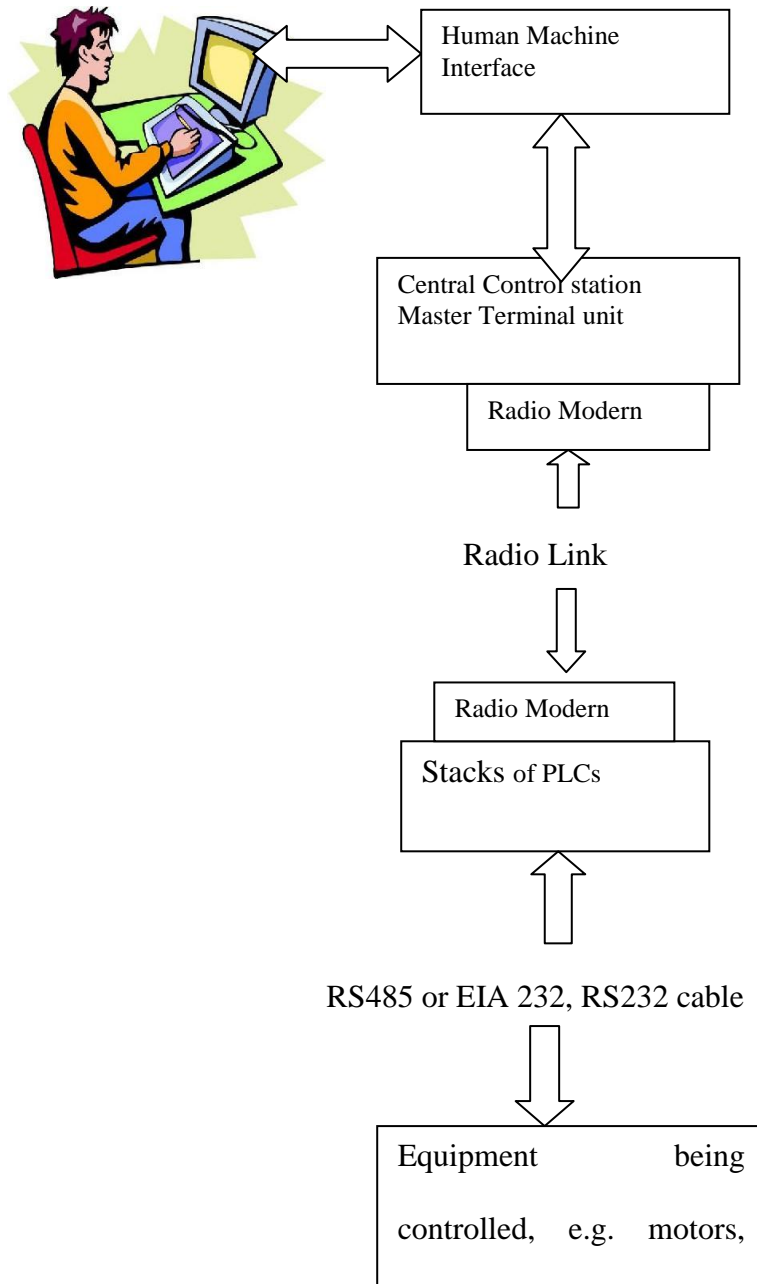 Human Machine
Interface
Central Control station
Master Terminal unit
Radio Modern
Radio Link
Radio Modern
Stacks of PLCs
RS485 or EIA 232, RS232 cable
Equipment being
controlled, e.g. motors,